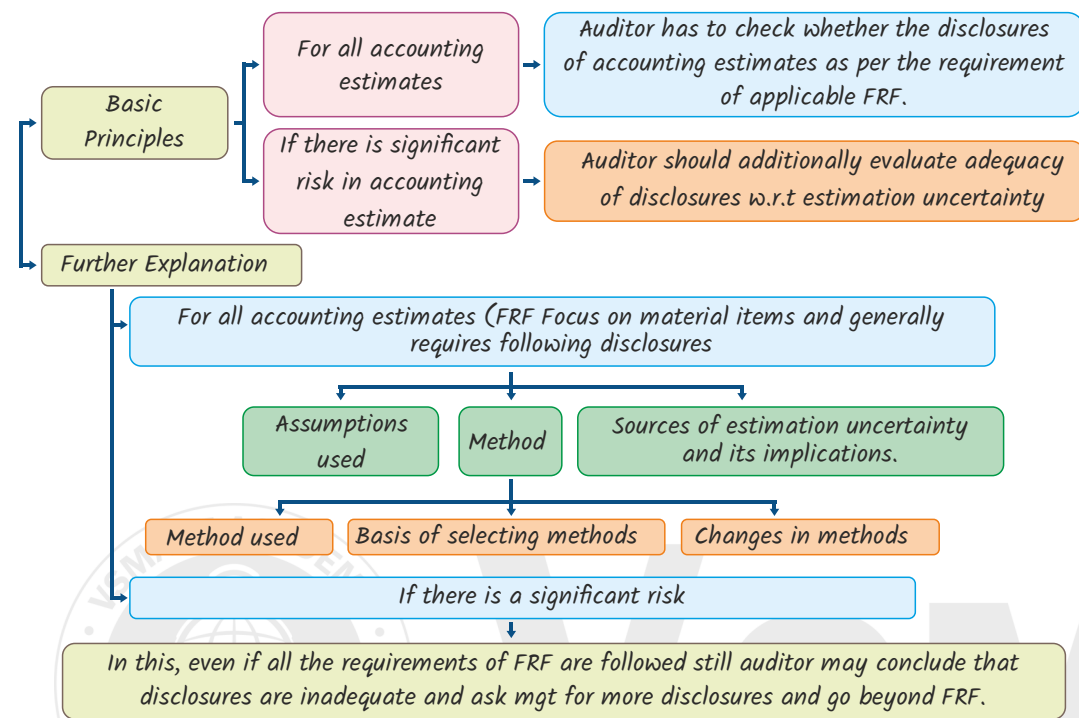 Basic
Principles
For all accounting
estimates
Auditor has to check whether the disclosures
of accounting estimates as per the requirement
of applicable FRF.
If there is significant
risk in accounting
estimate
Auditor should additionally evaluate adequacy
of disclosures w.r.t estimation uncertainty
Further Explanation
For all accounting estimates (FRF Focus on material items and generally
requires following disclosures
Assumptions
used
Method
Sources of estimation uncertainty
and its implications.
Method used
Basis of selecting methods
Changes in methods
If there is a significant risk
In this, even if all the requirements of FRF are followed still auditor may conclude that
disclosures are inadequate and ask mgt for more disclosures and go beyond FRF.